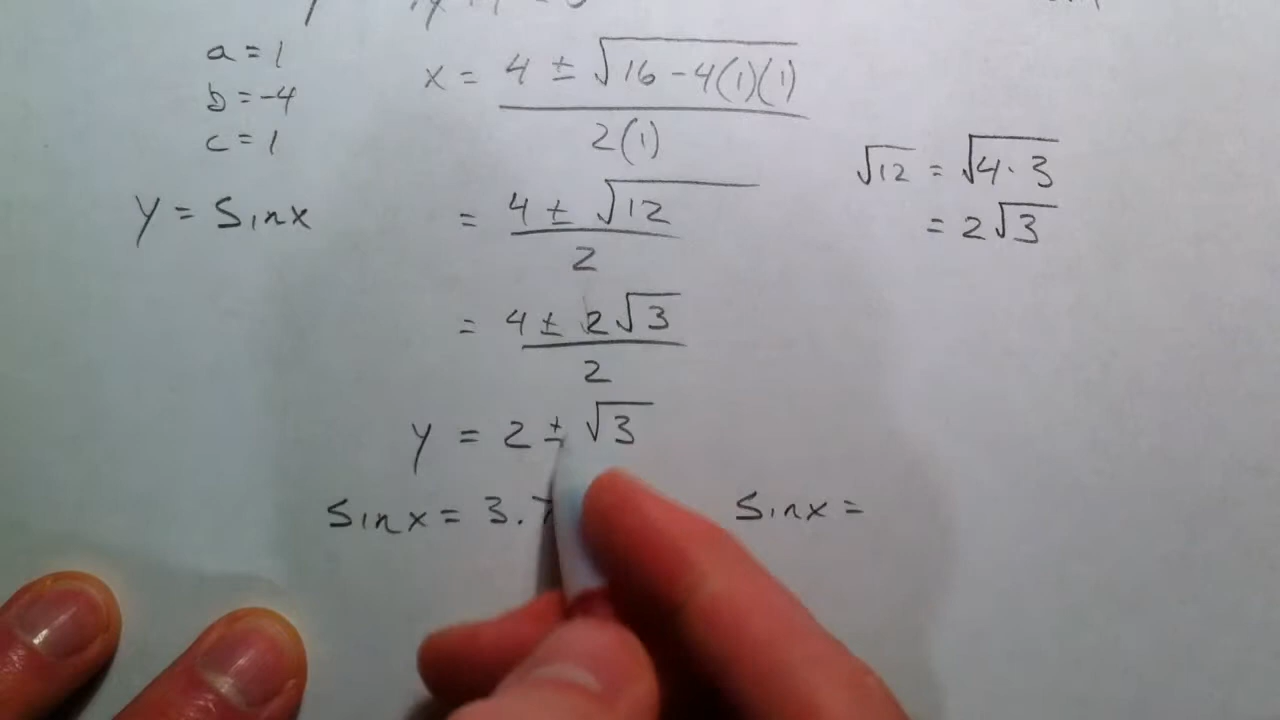 a = 1
b = -4
c = 1
x = 4 ± √16 - 4(1)(1)
2(1)
√12 = √4·3
= 2√3
y = sinx
= 4 ± √12
2
= 4 ± 2√3
2
y = 2 ± √3
sinx = 3.7
sinx =